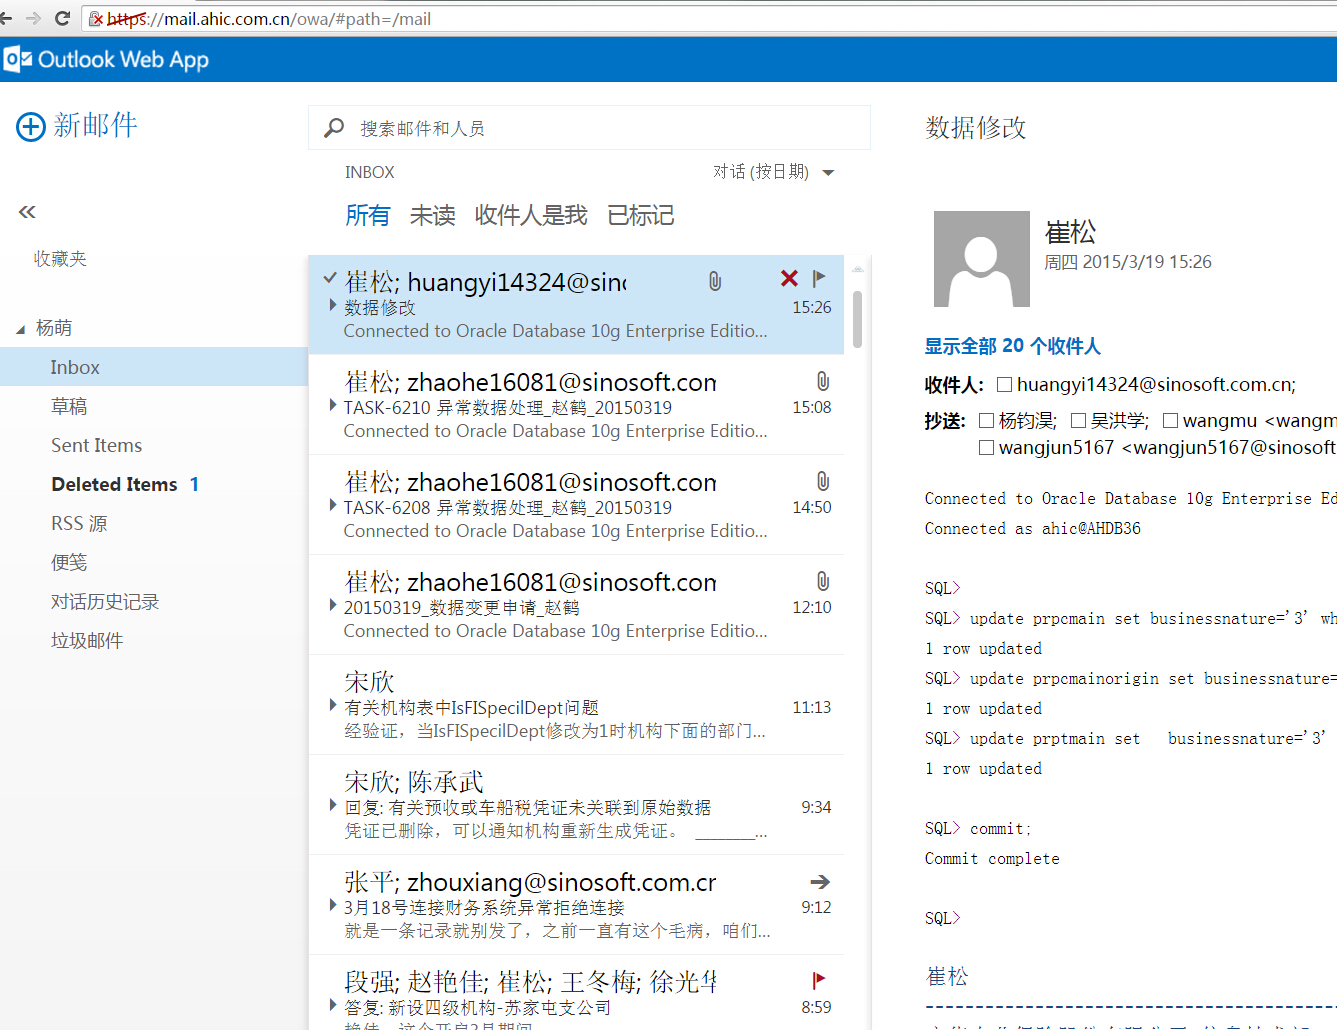 https://mail.ahic.com.cn/owa/#path=/mail
Outlook Web App
新邮件
«
收藏夹
杨萌
Inbox
草稿
Sent Items
Deleted Items 1
RSS 源
便笺
对话历史记录
垃圾邮件
搜索邮件和人员
INBOX 对话 (按日期)
所有 未读 收件人是我 已标记
崔松; huangyi14324@sinc
数据修改 15:26
Connected to Oracle Database 10g Enterprise Editio...
崔松; zhaohe16081@sinosoft.com
TASK-6210 异常数据处理_赵鹤_20150319 15:08
Connected to Oracle Database 10g Enterprise Editio...
崔松; zhaohe16081@sinosoft.com
TASK-6208 异常数据处理_赵鹤_20150319 14:50
Connected to Oracle Database 10g Enterprise Editio...
崔松; zhaohe16081@sinosoft.com
20150319_数据变更申请_赵鹤 12:10
Connected to Oracle Database 10g Enterprise Editio...
宋欣
有关机构表中IsFISpecilDept问题 11:13
经验证，当IsFISpecilDept修改为1时机构下面的部门...
宋欣; 陈承武
回复: 有关预收或车船税凭证未关联到原始数据 9:34
凭证已删除，可以通知机构重新生成凭证。 ________...
张平; zhouxiang@sinosoft.com.cr
3月18号连接财务系统异常拒绝连接 9:12
就是一条记录就别发了，之前一直有这个毛病，咱们...
段强; 赵艳佳; 崔松; 王冬梅; 徐光华
答复: 新设四级机构-苏家屯支公司 8:59
数据修改
崔松
周四 2015/3/19 15:26
显示全部 20 个收件人
收件人: huangyi14324@sinosoft.com.cn;
抄送: 杨钧淏; 吴洪学; wangmu <wangm
wangjun5167 <wangjun5167@sinosoft
Connected to Oracle Database 10g Enterprise Ed
Connected as ahic@AHDB36
SQL>
SQL> update prpcmain set businessnature='3' wh
1 row updated
SQL> update prpcmainorigin set businessnature=
1 row updated
SQL> update prptmain set businessnature='3'
1 row updated
SQL> commit;
Commit complete
SQL>
崔松